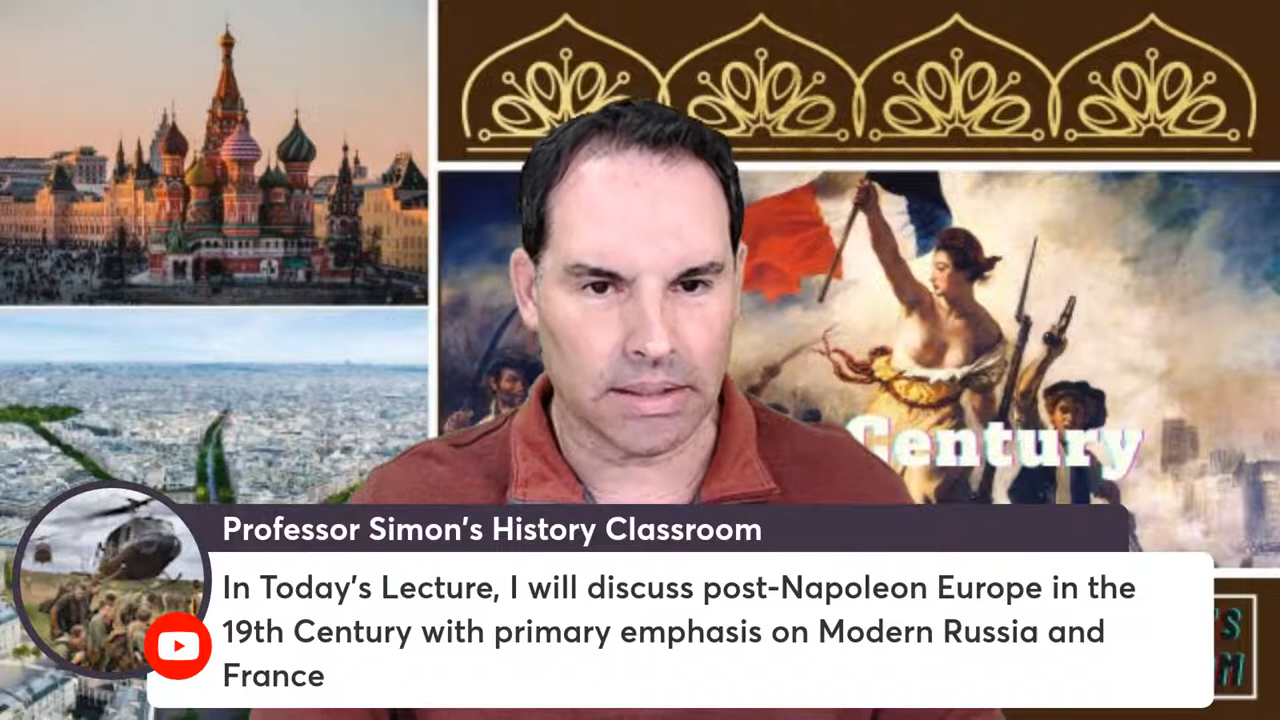 Century
Professor Simon's History Classroom
In Today's Lecture, I will discuss post-Napoleon Europe in the
19th Century with primary emphasis on Modern Russia and
France